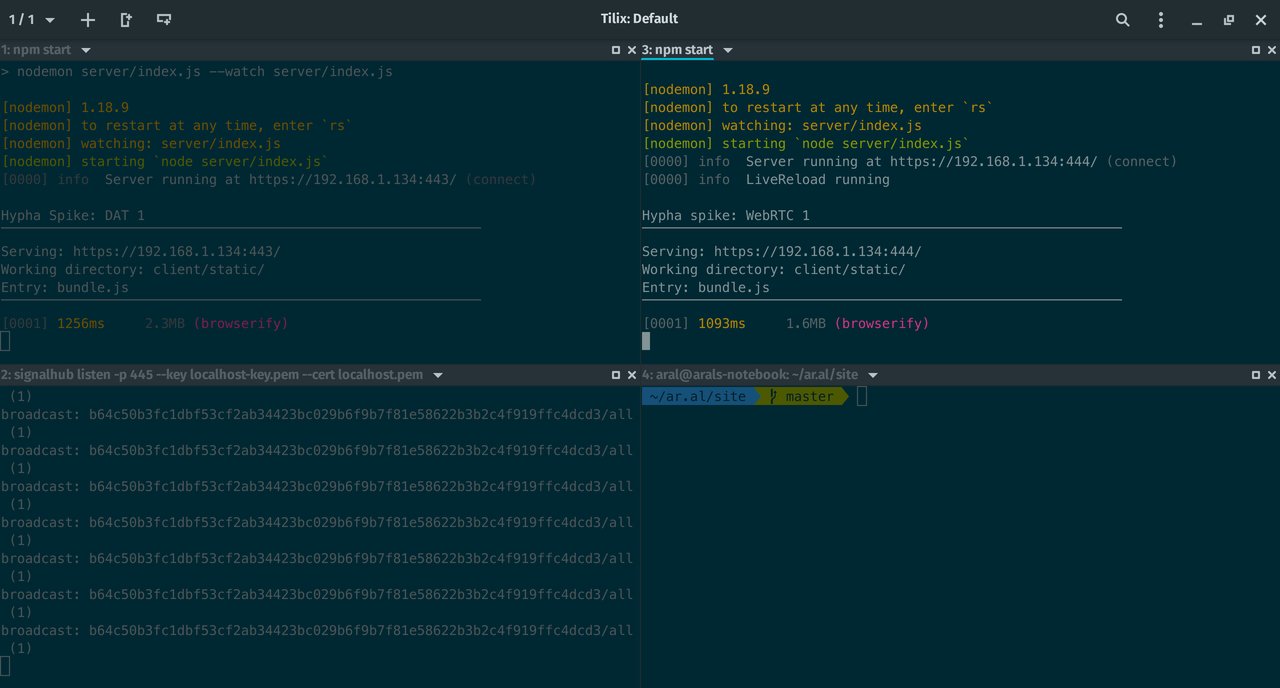 1 / 1
Tilix: Default
1: npm start
> nodemon server/index.js --watch server/index.js
[nodemon] 1.18.9
[nodemon] to restart at any time, enter `rs`
[nodemon] watching: server/index.js
[nodemon] starting `node server/index.js`
[0000] info  Server running at https://192.168.1.134:443/ (connect)
Hypha Spike: DAT 1
Serving: https://192.168.1.134:443/
Working directory: client/static/
Entry: bundle.js
[0001] 1256ms     2.3MB (browserify)
3: npm start
[nodemon] 1.18.9
[nodemon] to restart at any time, enter `rs`
[nodemon] watching: server/index.js
[nodemon] starting `node server/index.js`
[0000] info  Server running at https://192.168.1.134:444/ (connect)
[0000] info  LiveReload running
Hypha spike: WebRTC 1
Serving: https://192.168.1.134:444/
Working directory: client/static/
Entry: bundle.js
[0001] 1093ms     1.6MB (browserify)
2: signalhub listen -p 445 --key localhost-key.pem --cert localhost.pem
(1)
broadcast: b64c50b3fc1dbf53cf2ab34423bc029b6f9b7f81e58622b3b2c4f919ffc4dcd3/all
(1)
broadcast: b64c50b3fc1dbf53cf2ab34423bc029b6f9b7f81e58622b3b2c4f919ffc4dcd3/all
(1)
broadcast: b64c50b3fc1dbf53cf2ab34423bc029b6f9b7f81e58622b3b2c4f919ffc4dcd3/all
(1)
broadcast: b64c50b3fc1dbf53cf2ab34423bc029b6f9b7f81e58622b3b2c4f919ffc4dcd3/all
(1)
broadcast: b64c50b3fc1dbf53cf2ab34423bc029b6f9b7f81e58622b3b2c4f919ffc4dcd3/all
(1)
broadcast: b64c50b3fc1dbf53cf2ab34423bc029b6f9b7f81e58622b3b2c4f919ffc4dcd3/all
(1)
broadcast: b64c50b3fc1dbf53cf2ab34423bc029b6f9b7f81e58622b3b2c4f919ffc4dcd3/all
(1)
4: aral@arals-notebook: ~/ar.al/site
~/ar.al/site master